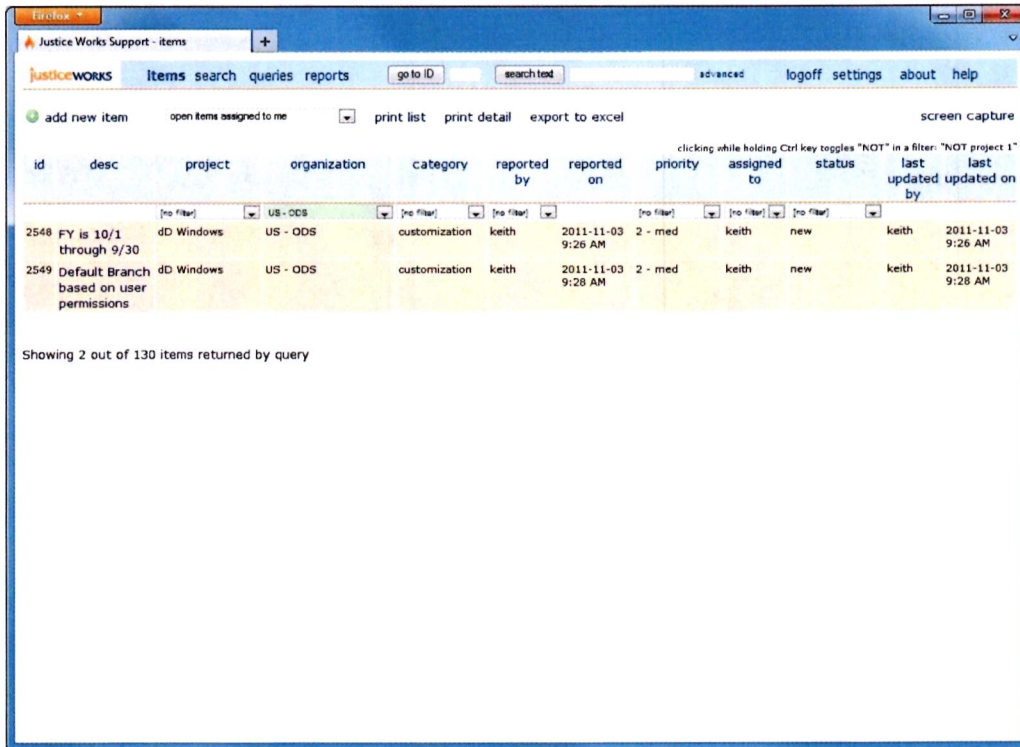 Firefox
Justice Works Support - items
justiceworks items search queries reports go to ID search text advanced logoff settings about help
add new item open items assigned to me print list print detail export to excel screen capture
clicking while holding Ctrl key toggles "NOT" in a filter: "NOT project 1"
id desc project organization category reported by reported on priority assigned to status last updated by last updated on
[no filter] US - ODS [no filter] [no filter] [no filter] [no filter] [no filter]
2548 FY is 10/1 through 9/30 dD Windows US - ODS customization keith 2011-11-03 9:26 AM 2 - med keith new keith 2011-11-03 9:26 AM
2549 Default Branch based on user permissions dD Windows US - ODS customization keith 2011-11-03 9:28 AM 2 - med keith new keith 2011-11-03 9:28 AM
Showing 2 out of 130 items returned by query